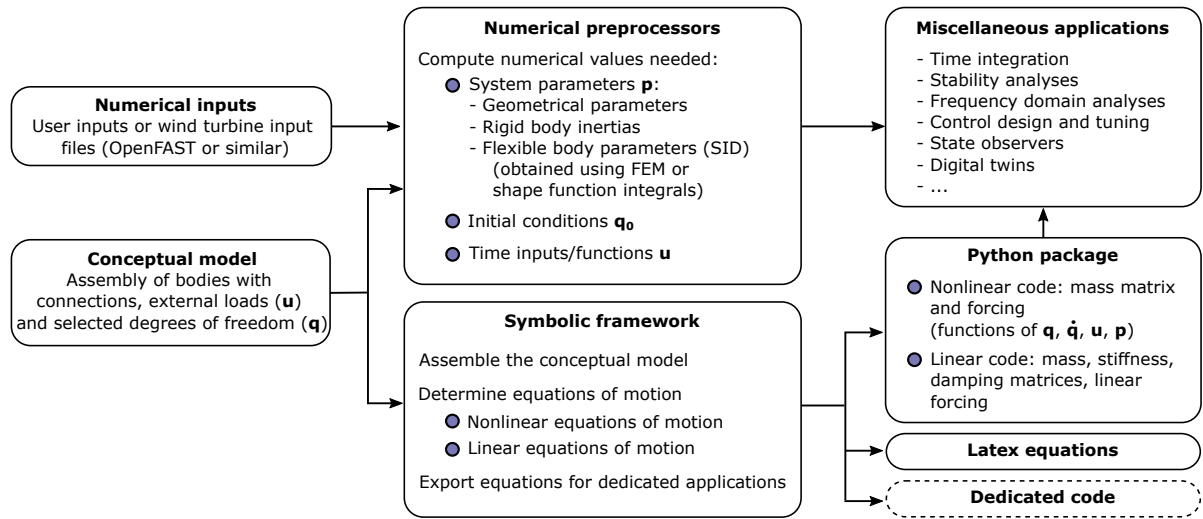 Numerical inputs
User inputs or wind turbine input
files (OpenFAST or similar)
Conceptual model
Assembly of bodies with
connections, external loads (u)
and selected degrees of freedom (q)
Numerical preprocessors
Compute numerical values needed:
System parameters p:
- Geometrical parameters
- Rigid body inertias
- Flexible body parameters (SID)
(obtained using FEM or
shape function integrals)
Initial conditions q₀
Time inputs/functions u
Symbolic framework
Assemble the conceptual model
Determine equations of motion
Nonlinear equations of motion
Linear equations of motion
Export equations for dedicated applications
Miscellaneous applications
- Time integration
- Stability analyses
- Frequency domain analyses
- Control design and tuning
- State observers
- Digital twins
- ...
Python package
Nonlinear code: mass matrix
and forcing
(functions of q, q̇, u, p)
Linear code: mass, stiffness,
damping matrices, linear
forcing
Latex equations
Dedicated code